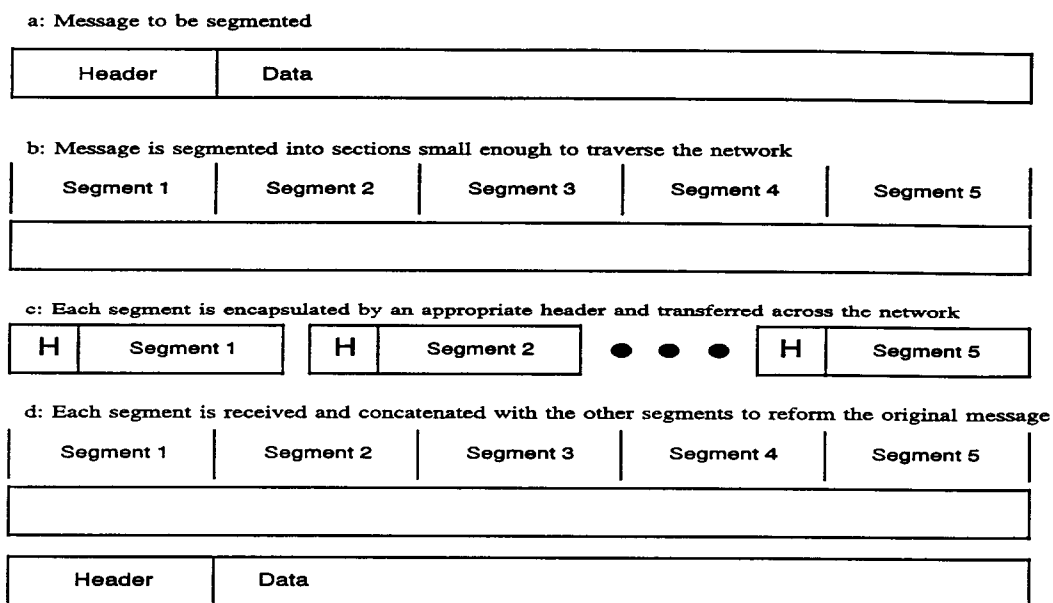 a: Message to be segmented
Header Data
b: Message is segmented into sections small enough to traverse the network
Segment 1 Segment 2 Segment 3 Segment 4 Segment 5
c: Each segment is encapsulated by an appropriate header and transferred across the network
H Segment 1 H Segment 2 H Segment 5
d: Each segment is received and concatenated with the other segments to reform the original message
Segment 1 Segment 2 Segment 3 Segment 4 Segment 5
Header Data